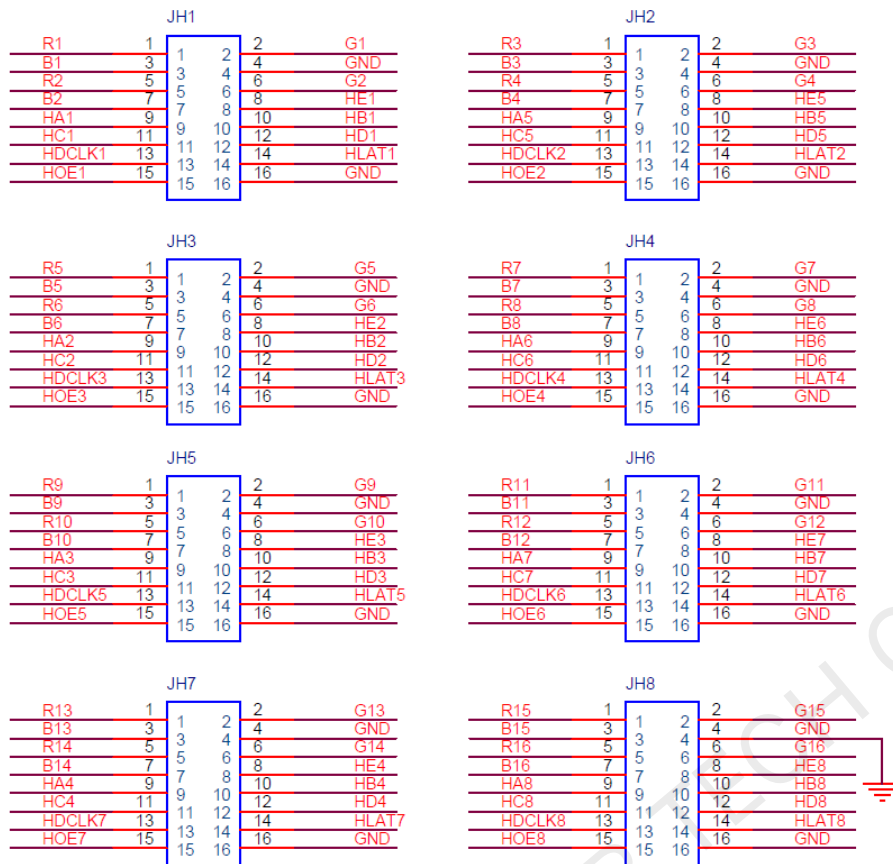 JH1 JH2
R1 1 1 2 2 G1 R3 1 1 2 2 G3
B1 3 3 4 4 GND B3 3 3 4 4 GND
R2 5 5 6 6 G2 R4 5 5 6 6 G4
B2 7 7 8 8 HE1 B4 7 7 8 8 HE5
HA1 9 9 10 10 HB1 HA5 9 9 10 10 HB5
HC1 11 11 12 12 HD1 HC5 11 11 12 12 HD5
HDCLK1 13 13 14 14 HLAT1 HDCLK2 13 13 14 14 HLAT2
HOE1 15 15 16 16 GND HOE2 15 15 16 16 GND
JH3 JH4
R5 1 1 2 2 G5 R7 1 1 2 2 G7
B5 3 3 4 4 GND B7 3 3 4 4 GND
R6 5 5 6 6 G6 R8 5 5 6 6 G8
B6 7 7 8 8 HE2 B8 7 7 8 8 HE6
HA2 9 9 10 10 HB2 HA6 9 9 10 10 HB6
HC2 11 11 12 12 HD2 HC6 11 11 12 12 HD6
HDCLK3 13 13 14 14 HLAT3 HDCLK4 13 13 14 14 HLAT4
HOE3 15 15 16 16 GND HOE4 15 15 16 16 GND
JH5 JH6
R9 1 1 2 2 G9 R11 1 1 2 2 G11
B9 3 3 4 4 GND B11 3 3 4 4 GND
R10 5 5 6 6 G10 R12 5 5 6 6 G12
B10 7 7 8 8 HE3 B12 7 7 8 8 HE7
HA3 9 9 10 10 HB3 HA7 9 9 10 10 HB7
HC3 11 11 12 12 HD3 HC7 11 11 12 12 HD7
HDCLK5 13 13 14 14 HLAT5 HDCLK6 13 13 14 14 HLAT6
HOE5 15 15 16 16 GND HOE6 15 15 16 16 GND
JH7 JH8
R13 1 1 2 2 G13 R15 1 1 2 2 G15
B13 3 3 4 4 GND B15 3 3 4 4 GND
R14 5 5 6 6 G14 R16 5 5 6 6 G16
B14 7 7 8 8 HE4 B16 7 7 8 8 HE8
HA4 9 9 10 10 HB4 HA8 9 9 10 10 HB8
HC4 11 11 12 12 HD4 HC8 11 11 12 12 HD8
HDCLK7 13 13 14 14 HLAT7 HDCLK8 13 13 14 14 HLAT8
HOE7 15 15 16 16 GND HOE8 15 15 16 16 GND
TECH